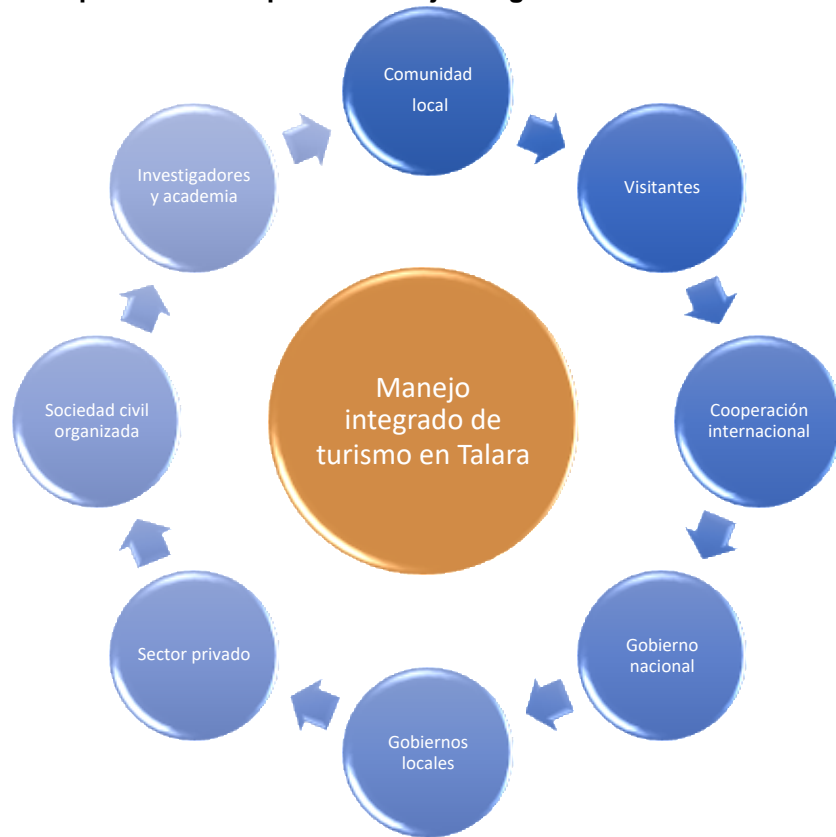 Comunidad
local
Visitantes
Cooperación
internacional
Gobierno
nacional
Gobiernos
locales
Sector privado
Sociedad civil
organizada
Investigadores
y academia
Manejo
integrado de
turismo en Talara